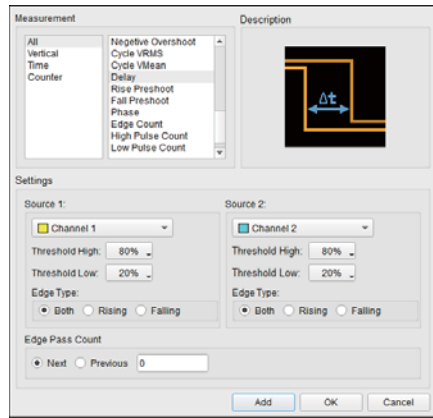 Measurement
Description
All
Vertical
Time
Counter
Negetive Overshoot
Cycle VRMS
Cycle VMean
Delay
Rise Preshoot
Fall Preshoot
Phase
Edge Count
High Pulse Count
Low Pulse Count
Δt
Settings
Source 1:
Source 2:
Channel 1
Channel 2
Threshold High: 80%
Threshold High: 80%
Threshold Low: 20%
Threshold Low: 20%
Edge Type:
Edge Type:
Both Rising Falling
Both Rising Falling
Edge Pass Count
Next Previous 0
Add OK Cancel